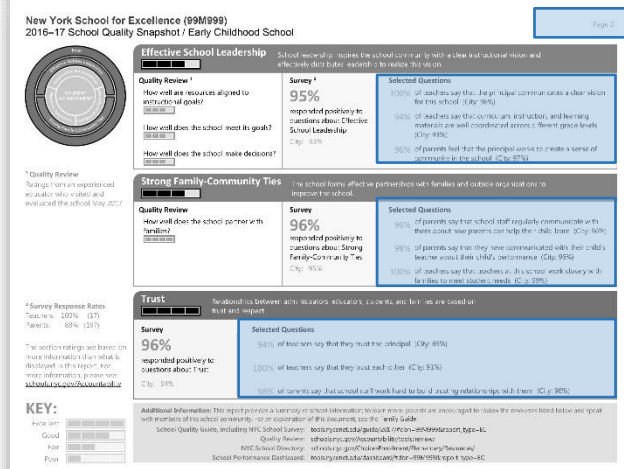 New York School for Excellence (99M999)
2016–17 School Quality Snapshot / Early Childhood School
Page 3
Effective School Leadership
School leadership inspires the school community with a clear instructional vision and
effectively distributes leadership to realize this vision.
Quality Review ¹
How well are resources aligned to
instructional goals?
How well does the school meet its goals?
How well does the school make decisions?
Survey ²
95%
responded positively to
questions about Effective
School Leadership
City: 93%
Selected Questions
100% of teachers say that the principal communicates a clear vision
for this school (City: 96%)
94% of teachers say that curriculum, instruction, and learning
materials are well coordinated across different grade levels
(City: 93%)
96% of parents feel that the principal works to create a sense of
community in the school (City: 97%)
¹ Quality Review
Ratings from an experienced
educator who visited and
evaluated the school May 2017
Strong Family-Community Ties
The school forms effective partnerships with families and outside organizations to
improve the school.
Quality Review
How well does the school partner with
families?
Survey
96%
responded positively to
questions about Strong
Family-Community Ties
City: 95%
Selected Questions
of parents say that school staff regularly communicate with
them about how parents can help their child learn (City: 96%)
98% of parents say that they have communicated with their child's
teacher about their child's performance (City: 96%)
100% of teachers say that teachers at this school work closely with
families to meet student needs (City: 99%)
² Survey Response Rates
Teachers: 100% (17)
Parents: 63% (197)
The section ratings are based on
more information than what is
displayed in this report. For
more information, please see:
schools.nyc.gov/Accountability
Trust
Relationships between administrators, educators, students, and families are based on
trust and respect.
Survey
96%
responded positively to
questions about Trust
City: 94%
Selected Questions
94% of teachers say that they trust the principal (City: 89%)
100% of teachers say that they trust each other (City: 91%)
98% of parents say that school staff work hard to build trusting relationships with them (City: 96%)
KEY:
Excellent
Good
Fair
Poor
Additional Information: This report provides a summary of school information; to learn more, parents are encouraged to review the resources listed below and speak
with members of the school community. For an explanation of this document, see the Family Guide.
School Quality Guide, including NYC School Survey:
Quality Review:
NYC School Directory:
School Performance Dashboard: